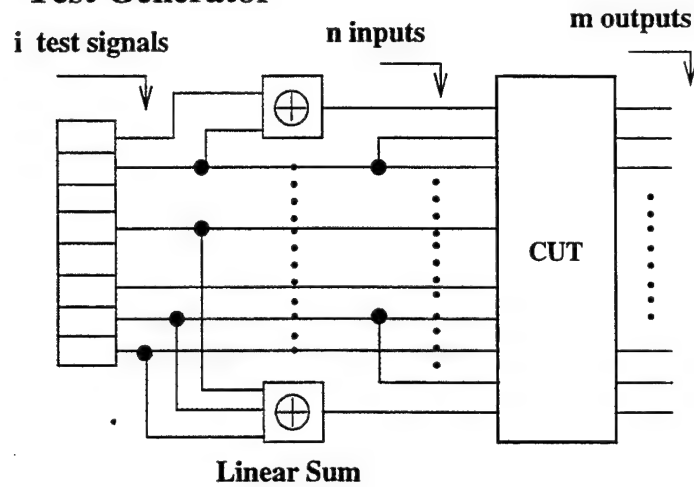 Test Generator
i test signals
n inputs
m outputs
CUT
Linear Sum